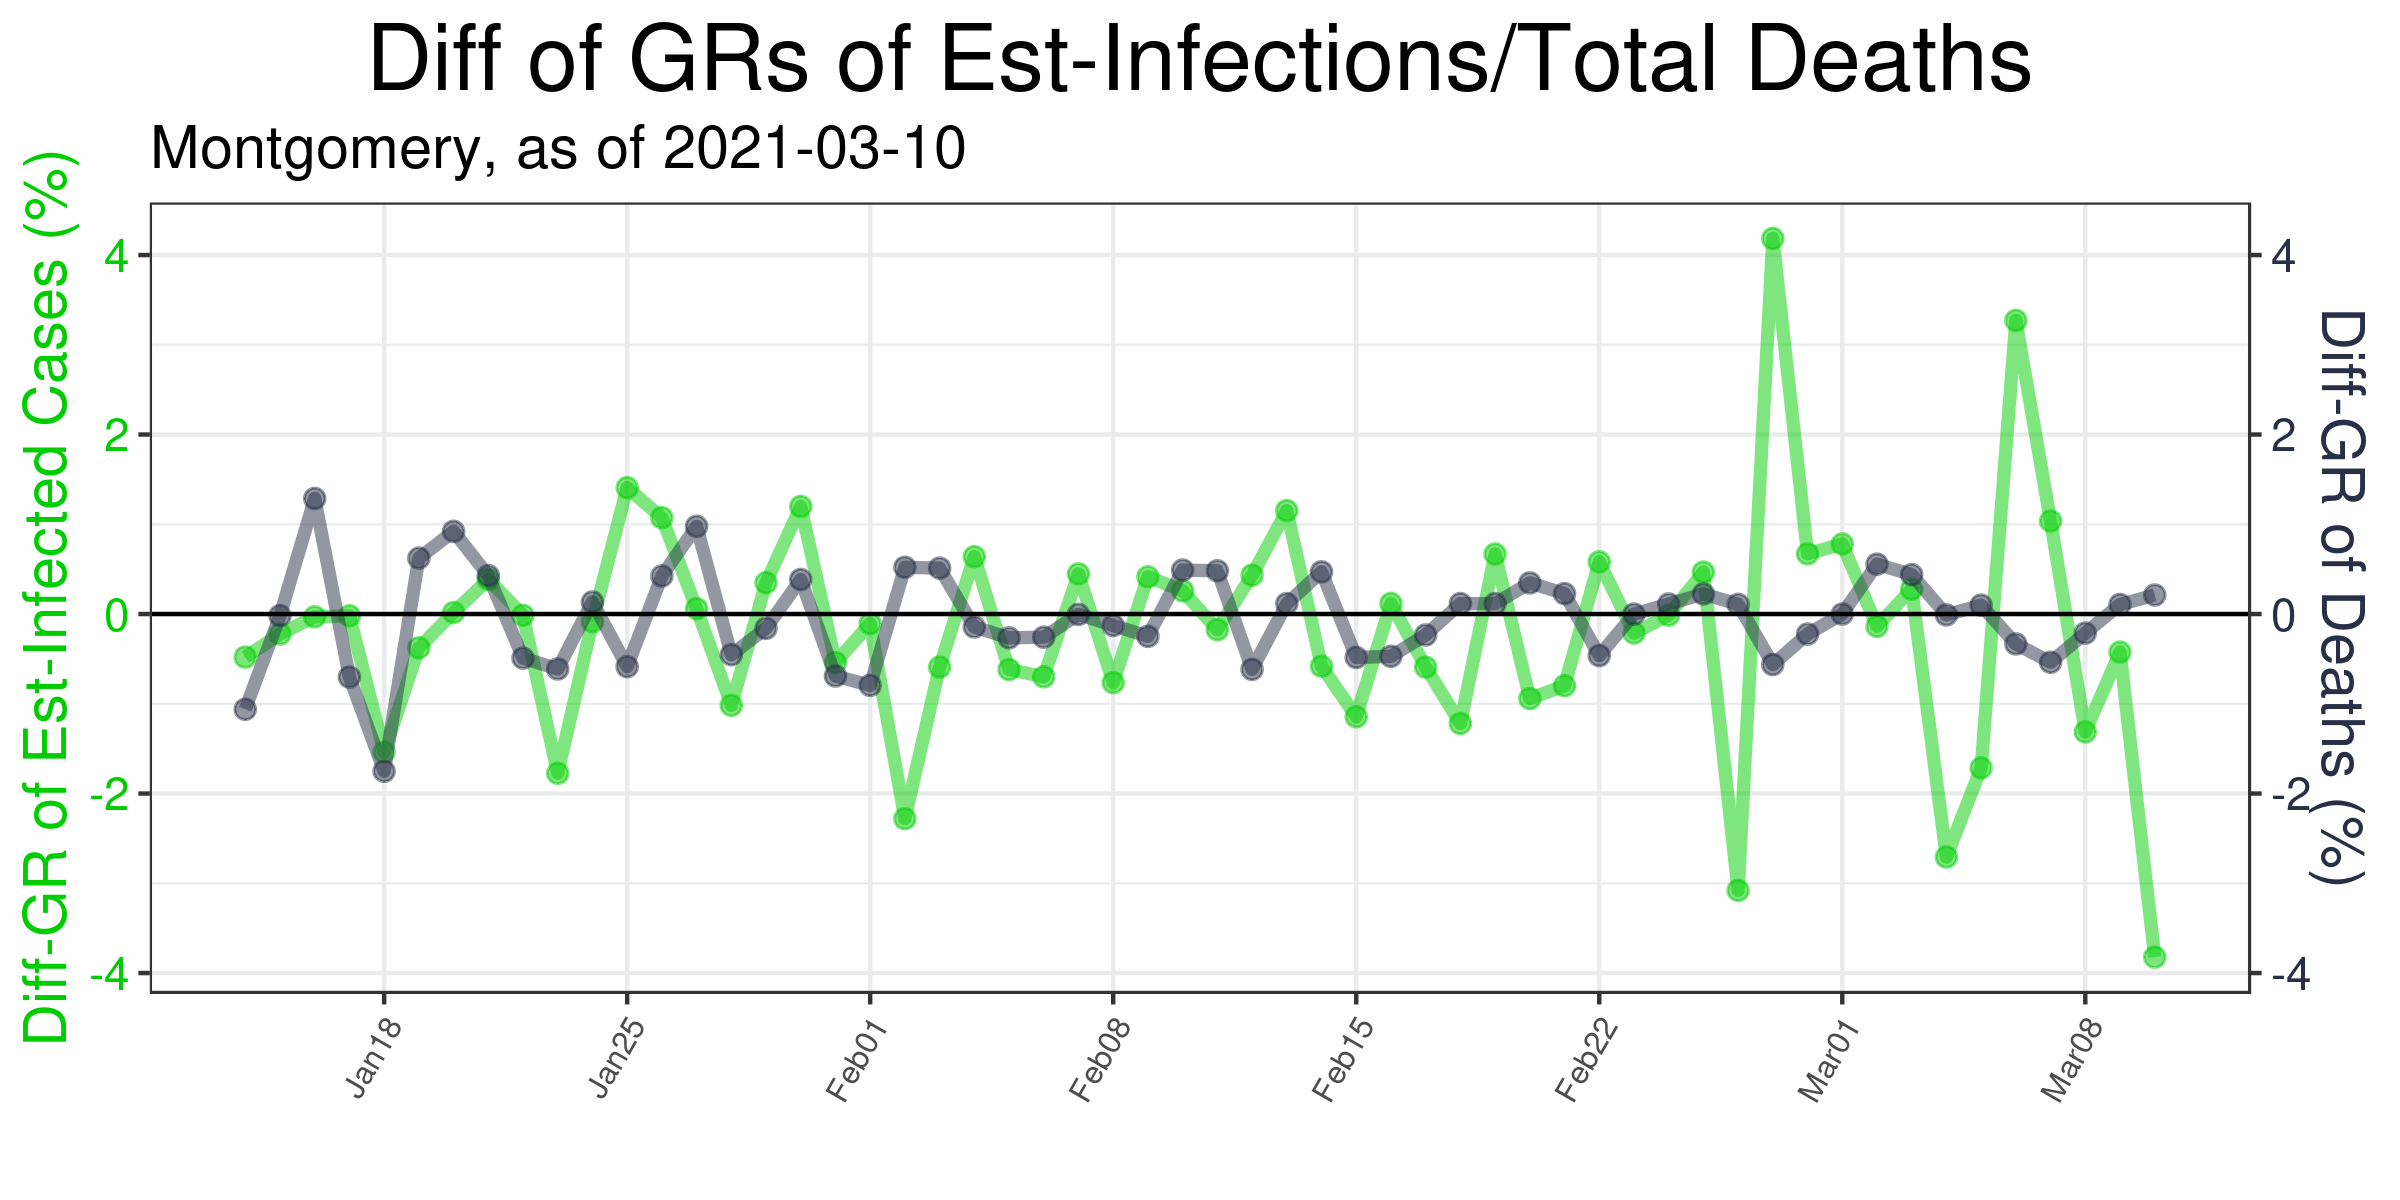 Diff of GRs of Est-Infections/Total Deaths
Montgomery, as of 2021-03-10
Diff-GR of Est-Infected Cases (%)
4
2
0
-2
-4
4
2
0
-2
-4
Diff-GR of Deaths (%)
Jan18
Jan25
Feb01
Feb08
Feb15
Feb22
Mar01
Mar08